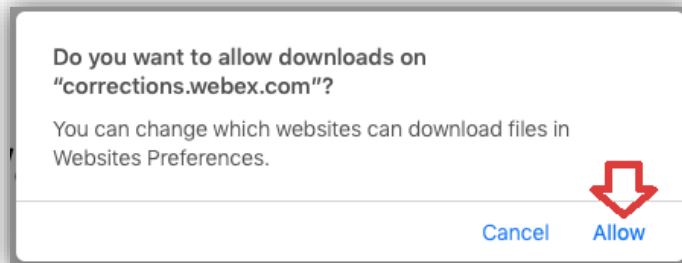 Do you want to allow downloads on
“corrections.webex.com”?
You can change which websites can download files in
Websites Preferences.
Cancel Allow